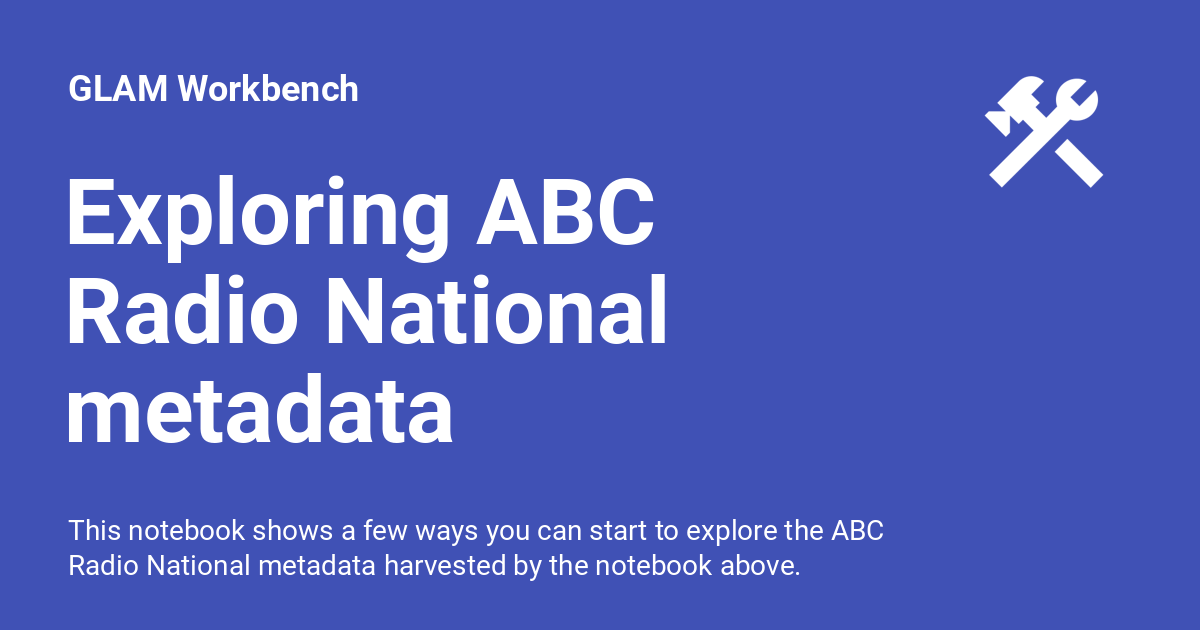 GLAM Workbench
Exploring ABC
Radio National
metadata
This notebook shows a few ways you can start to explore the ABC
Radio National metadata harvested by the notebook above.